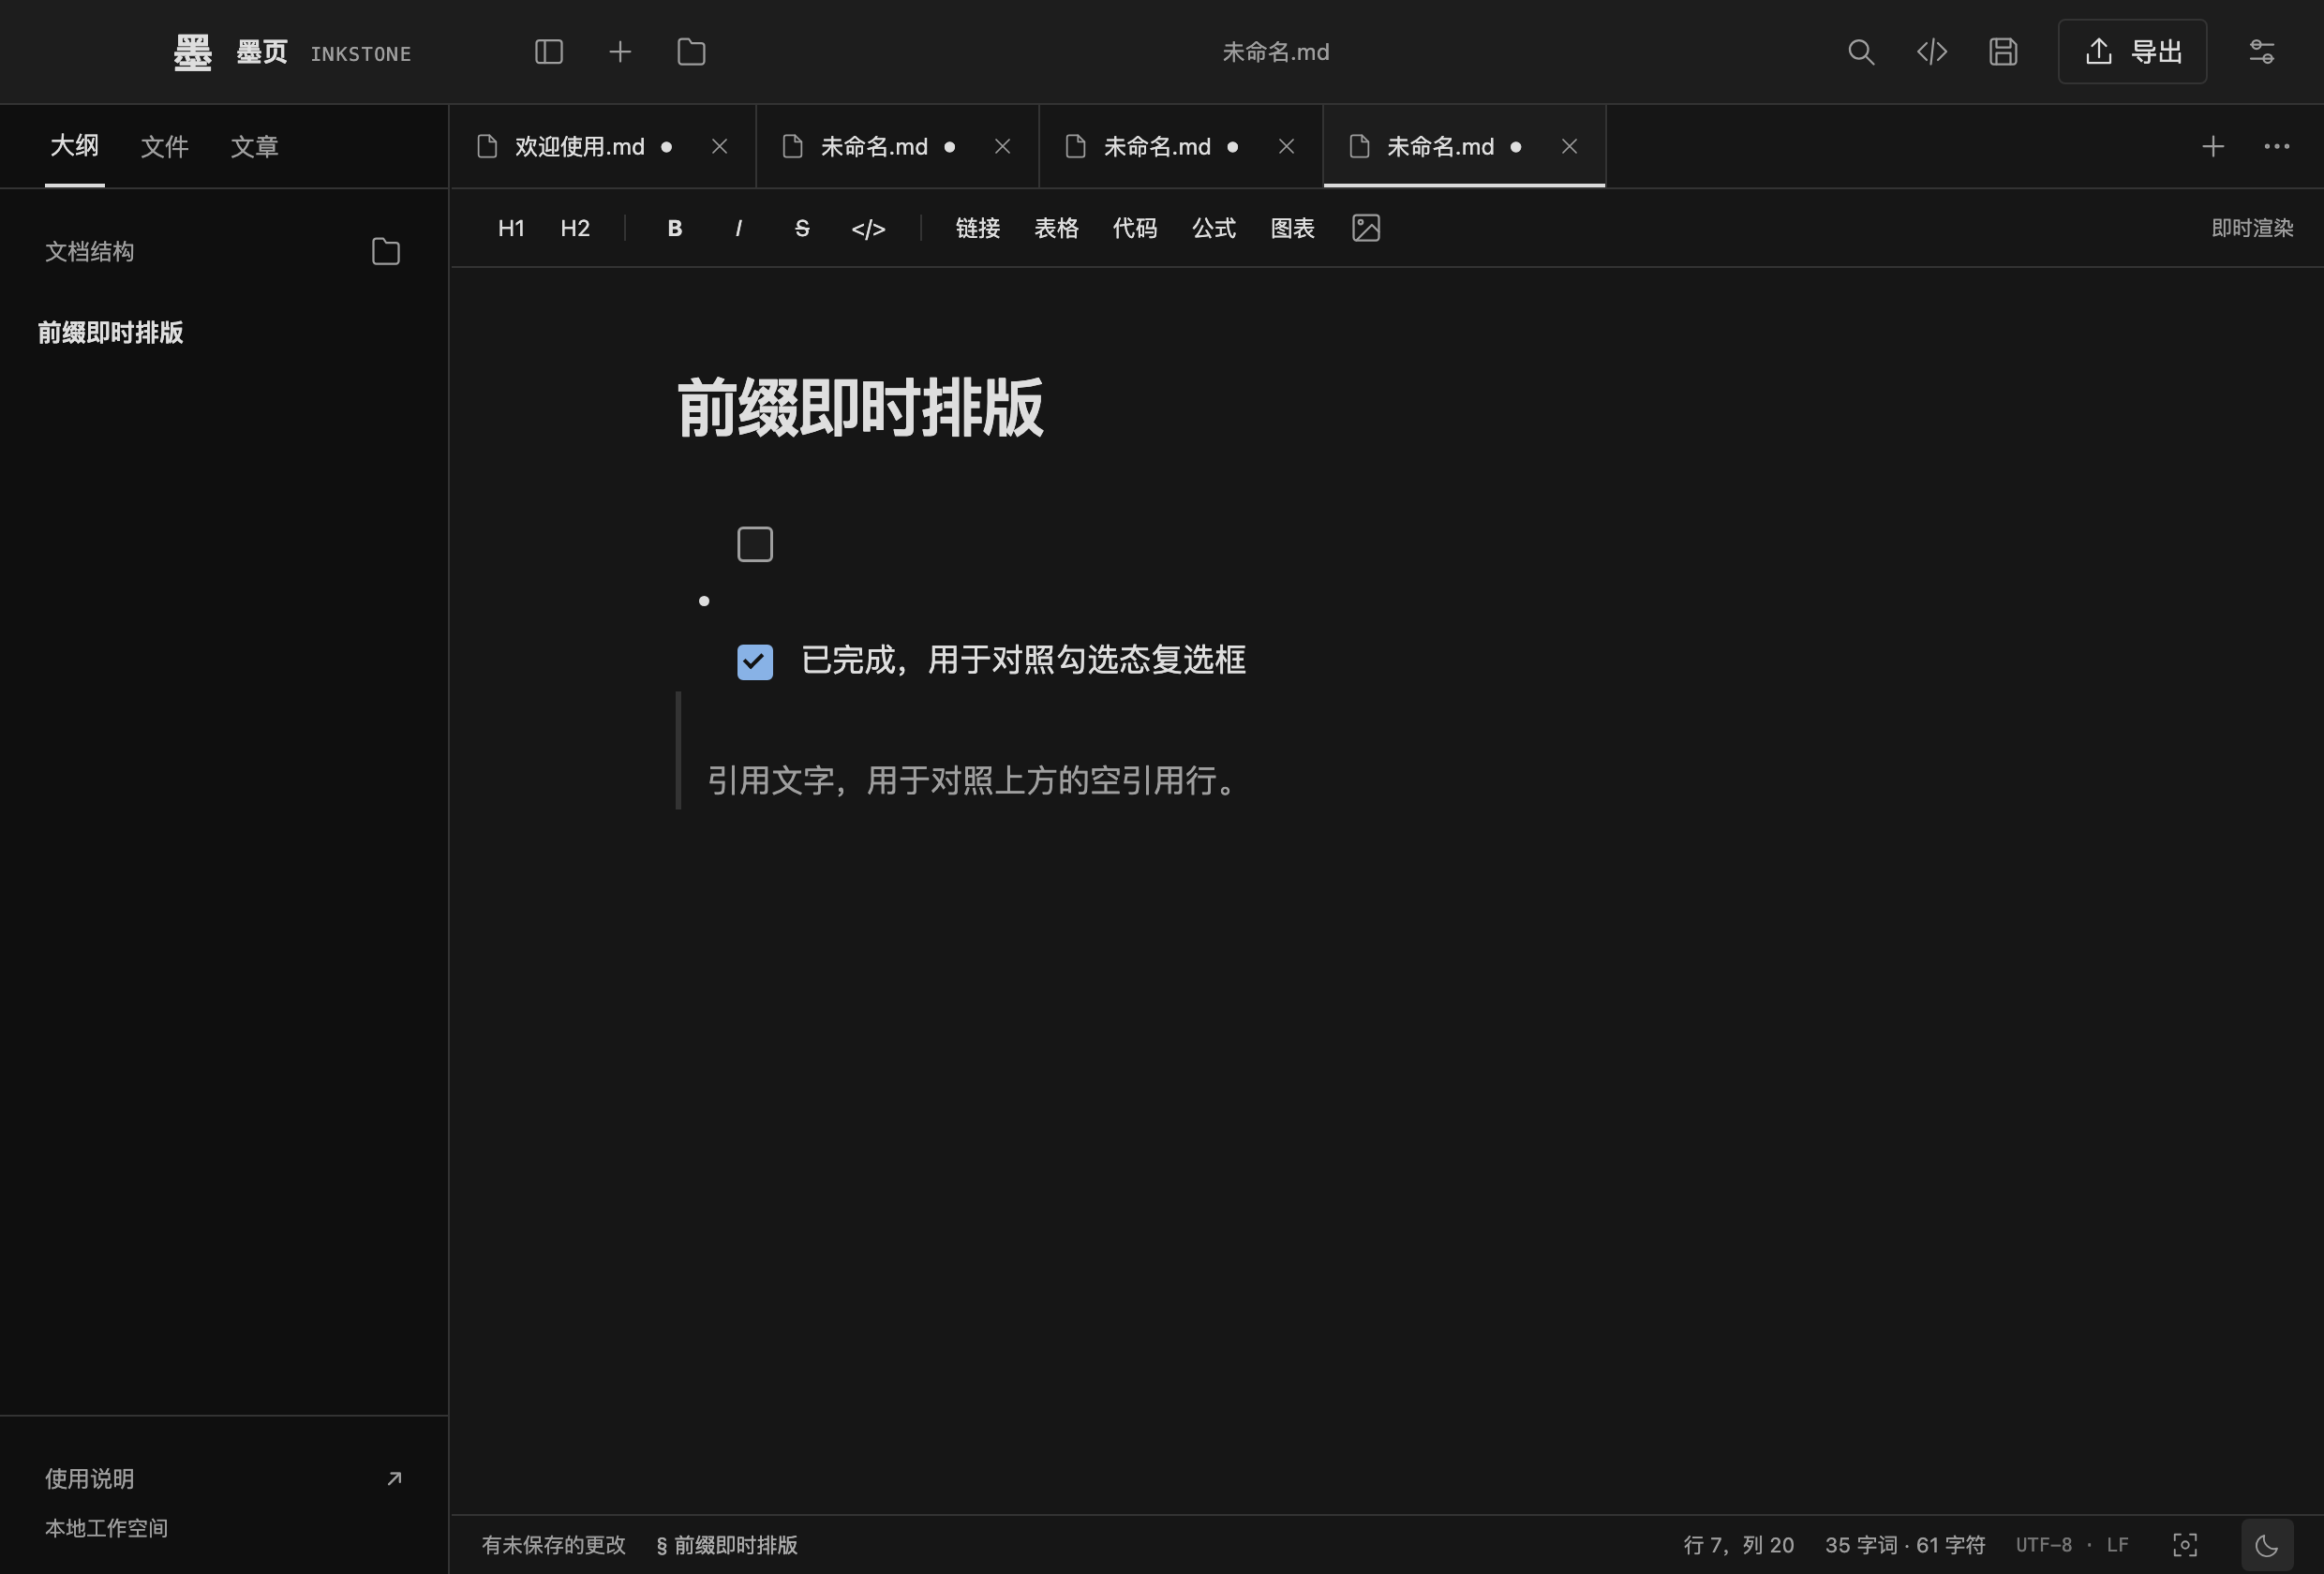 墨 墨页 INKSTONE 未命名.md 导出
大纲 文件 文章 欢迎使用.md 未命名.md 未命名.md 未命名.md
H1 H2 B I S </> 链接 表格 代码 公式 图表 即时渲染
文档结构
前缀即时排版
前缀即时排版
已完成，用于对照勾选态复选框
引用文字，用于对照上方的空引用行。
使用说明
本地工作空间
有未保存的更改 § 前缀即时排版 行 7，列 20 35 字词 · 61 字符 UTF-8 · LF